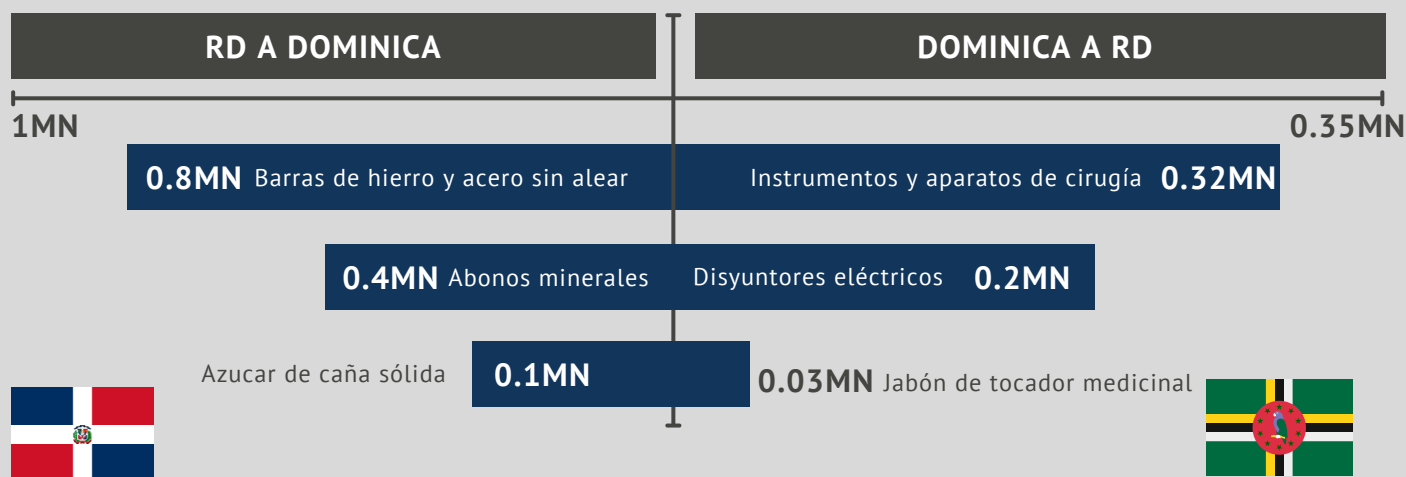 RD A DOMINICA
DOMINICA A RD
1MN
0.35MN
0.8MN Barras de hierro y acero sin alear
Instrumentos y aparatos de cirugía 0.32MN
0.4MN Abonos minerales
Disyuntores eléctricos 0.2MN
Azucar de caña sólida 0.1MN
0.03MN Jabón de tocador medicinal